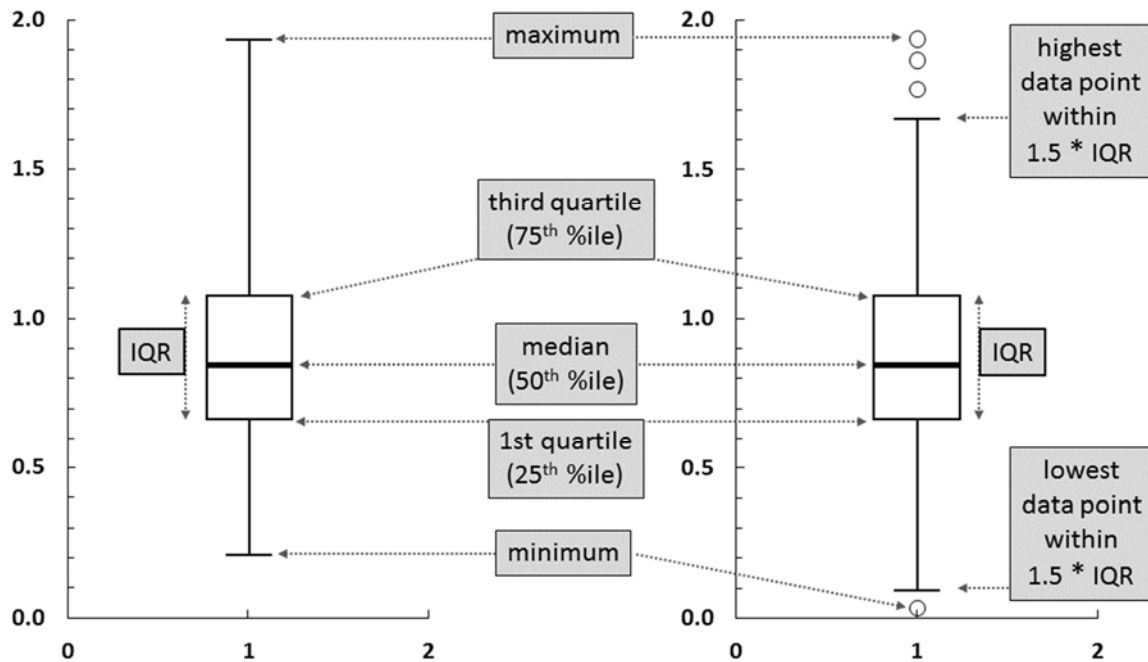 2.0
1.5
1.0
0.5
0.0
0
1
2
IQR
maximum
third quartile
(75th %ile)
median
(50th %ile)
1st quartile
(25th %ile)
minimum
2.0
1.5
1.0
0.5
0.0
0
1
2
IQR
highest
data point
within
1.5 * IQR
lowest
data point
within
1.5 * IQR